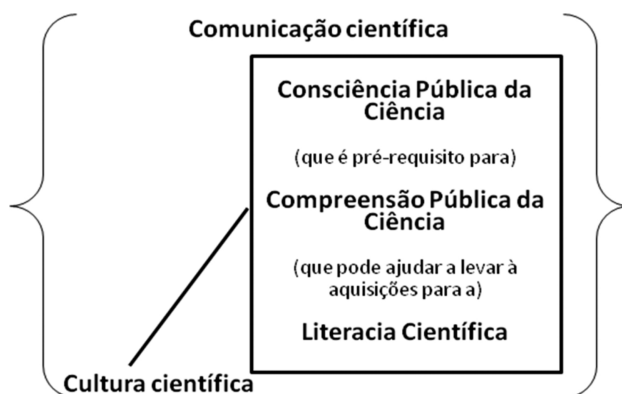 Comunicação científica
Consciência Pública da
Ciência
(que é pré-requisito para)
Compreensão Pública da
Ciência
(que pode ajudar a levar à
aquisições para a)
Literacia Científica
Cultura científica